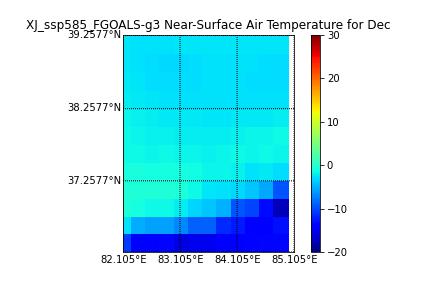 XJ_ssp585_FGOALS-g3 Near-Surface Air Temperature for Dec
39.2577°N
38.2577°N
37.2577°N
82.105°E 83.105°E 84.105°E 85.105°E
30
20
10
0
−10
−20